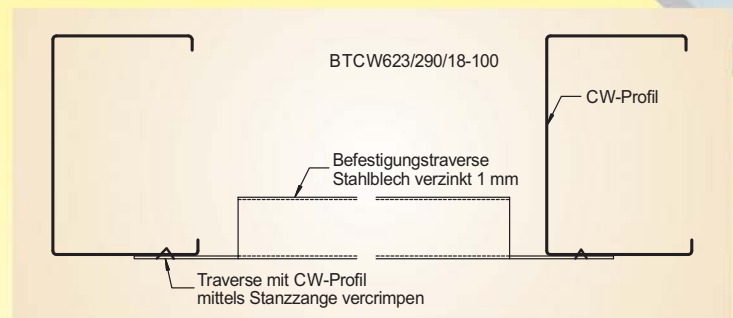 BTCW623/290/18-100
CW-Profil
Befestigungstraverse
Stahlblech verzinkt 1 mm
Traverse mit CW-Profil
mittels Stanzzange vercrimpen